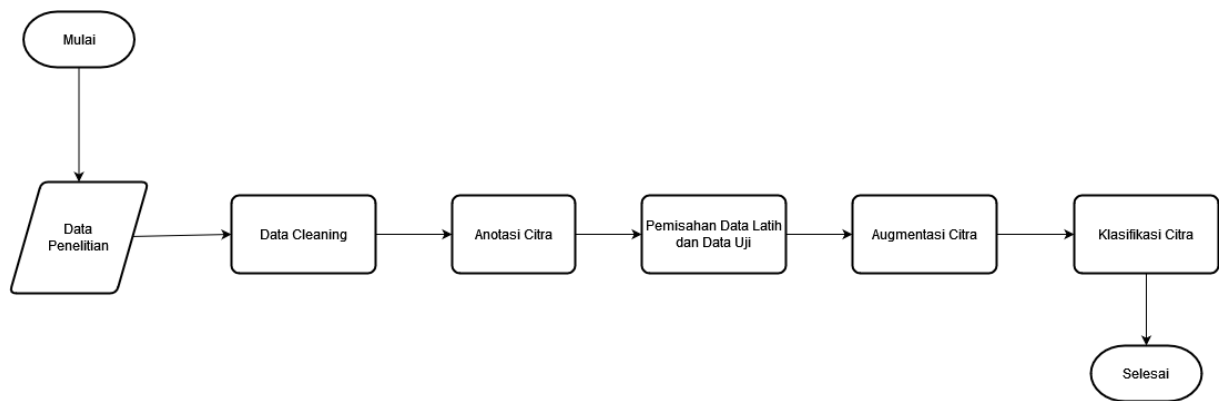 Mulai
Data
Penelitian
Data Cleaning
Anotasi Citra
Pemisahan Data Latih
dan Data Uji
Augmentasi Citra
Klasifikasi Citra
Selesai